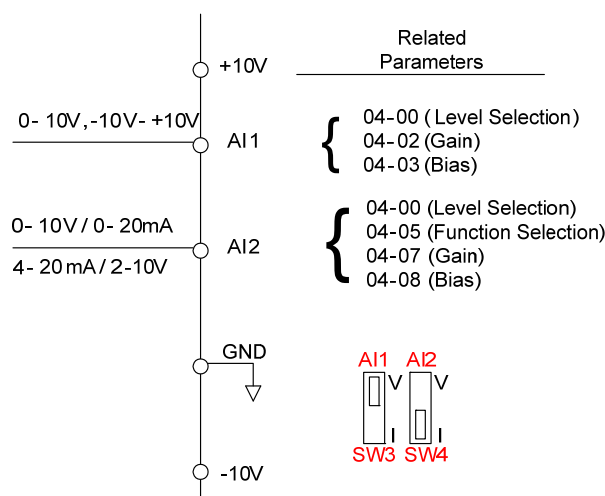 Related
Parameters
+10V
0- 10V, -10V- +10V
AI1
04-00 ( Level Selection)
04-02 (Gain)
04-03 (Bias)
0- 10V / 0- 20mA
4- 20 mA / 2-10V
AI2
04-00 (Level Selection)
04-05 (Function Selection)
04-07 (Gain)
04-08 (Bias)
GND
-10V
AI1 AI2
V V
I I
SW3 SW4